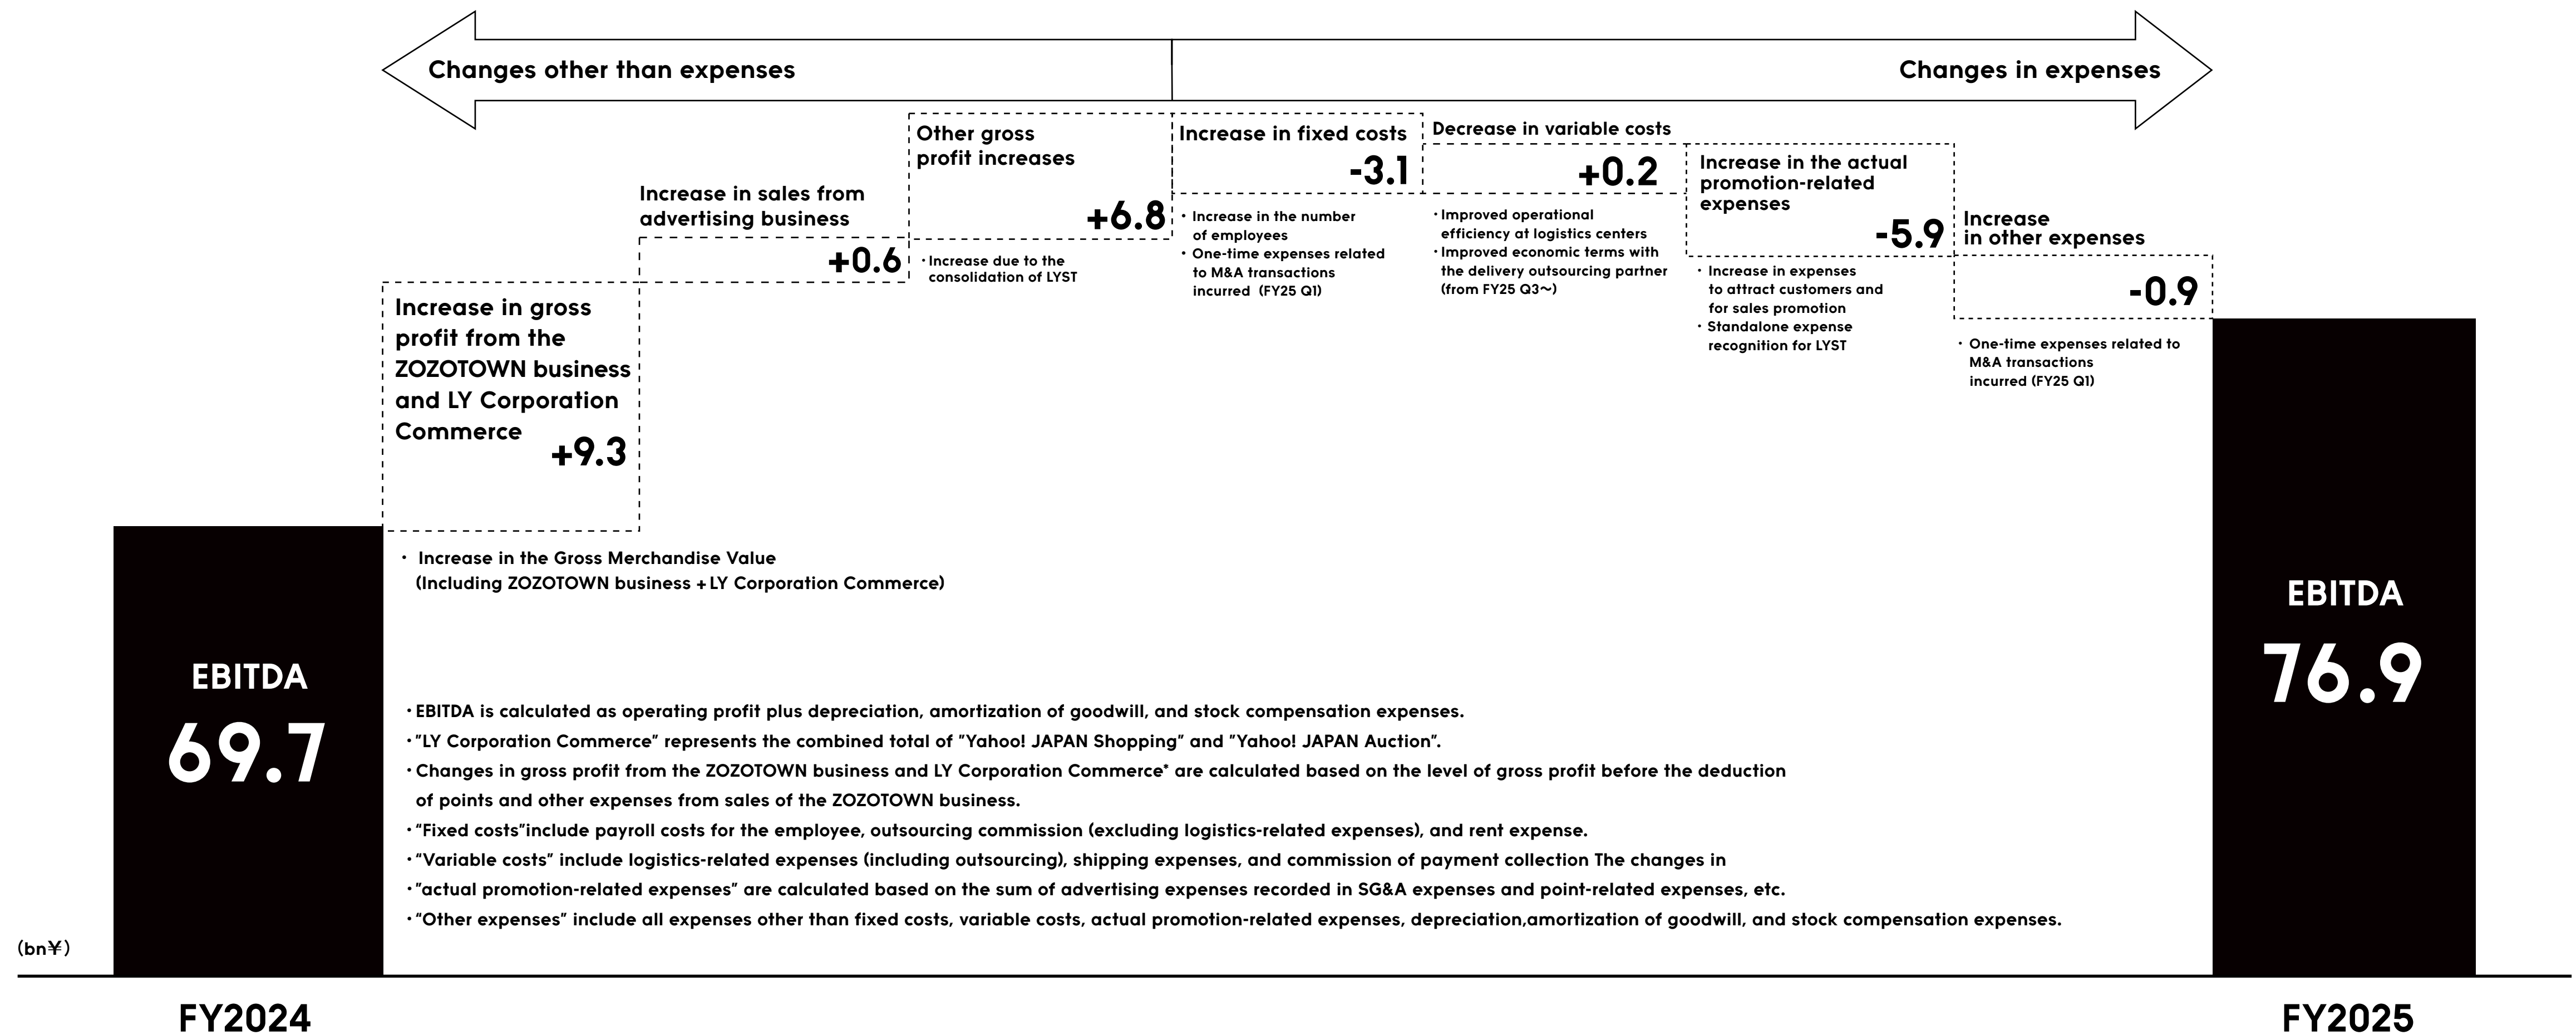 Changes other than expenses
Changes in expenses
Increase in gross
profit from the
ZOZOTOWN business
and LY Corporation
Commerce
+9.3
・ Increase in the Gross Merchandise Value
(Including ZOZOTOWN business +LY Corporation Commerce)
Increase in sales from
advertising business
+0.6
Other gross
profit increases
+6.8
・Increase due to the
consolidation of LYST
Increase in fixed costs
-3.1
・ Increase in the number
of employees
・ One-time expenses related
to M&A transactions
incurred (FY25 Q1)
Decrease in variable costs
+0.2
・Improved operational
efficiency at logistics centers
・Improved economic terms with
the delivery outsourcing partner
(from FY25 Q3〜)
Increase in the actual
promotion-related
expenses
-5.9
・ Increase in expenses
to attract customers and
for sales promotion
・ Standalone expense
recognition for LYST
Increase
in other expenses
-0.9
・ One-time expenses related to
M&A transactions
incurred (FY25 Q1)
EBITDA
69.7
EBITDA
76.9
・EBITDA is calculated as operating profit plus depreciation, amortization of goodwill, and stock compensation expenses.
・"LY Corporation Commerce" represents the combined total of "Yahoo! JAPAN Shopping" and "Yahoo! JAPAN Auction".
・Changes in gross profit from the ZOZOTOWN business and LY Corporation Commerce* are calculated based on the level of gross profit before the deduction
of points and other expenses from sales of the ZOZOTOWN business.
・“Fixed costs"include payroll costs for the employee, outsourcing commission (excluding logistics-related expenses), and rent expense.
・“Variable costs” include logistics-related expenses (including outsourcing), shipping expenses, and commission of payment collection The changes in
・"actual promotion-related expenses" are calculated based on the sum of advertising expenses recorded in SG&A expenses and point-related expenses, etc.
・“Other expenses” include all expenses other than fixed costs, variable costs, actual promotion-related expenses, depreciation,amortization of goodwill, and stock compensation expenses.
(bn¥)
FY2024
FY2025